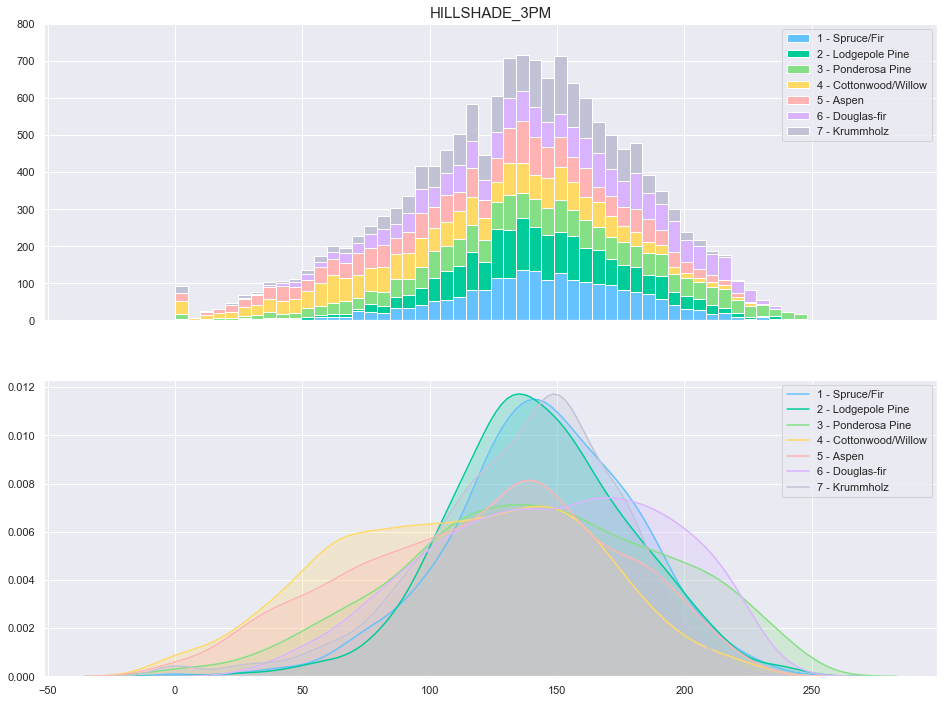 HILLSHADE_3PM
800
700
600
500
400
300
200
100
0
1 - Spruce/Fir
2 - Lodgepole Pine
3 - Ponderosa Pine
4 - Cottonwood/Willow
5 - Aspen
6 - Douglas-fir
7 - Krummholz
0.012
0.010
0.008
0.006
0.004
0.002
0.000
1 - Spruce/Fir
2 - Lodgepole Pine
3 - Ponderosa Pine
4 - Cottonwood/Willow
5 - Aspen
6 - Douglas-fir
7 - Krummholz
−50 0 50 100 150 200 250